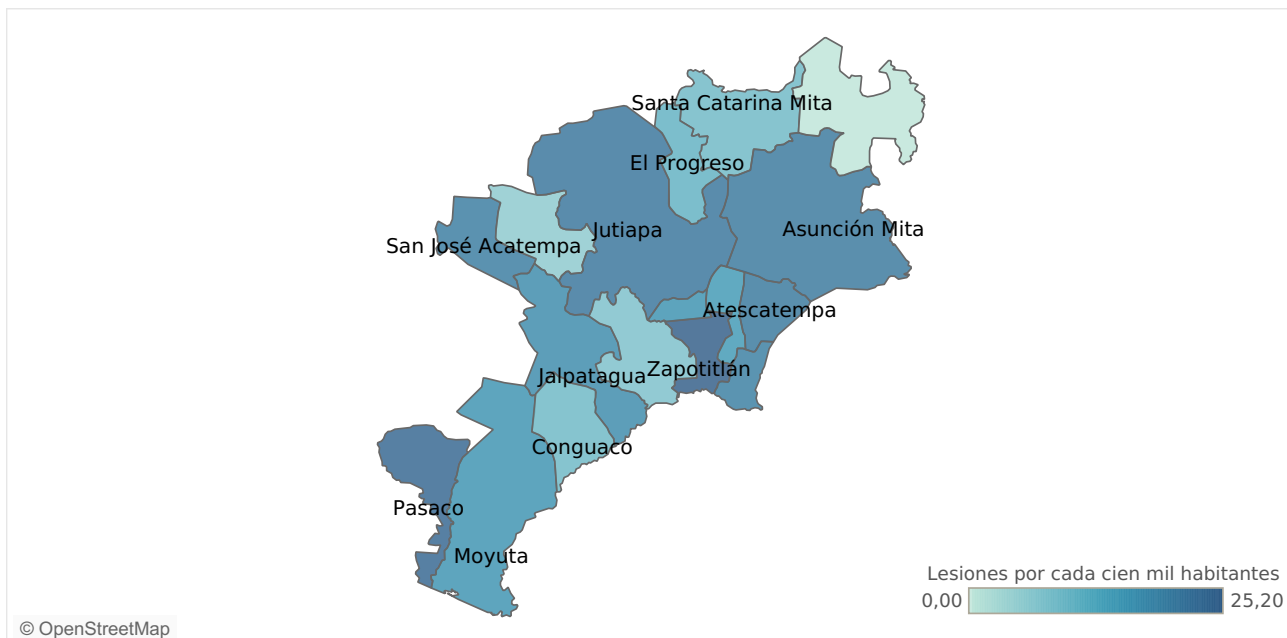 Santa Catarina Mita
El Progreso
Jutiapa
Asunción Mita
San José Acatempa
Atescatempa
Zapotitlán
Jalpatagua
Conguaco
Pasaco
Moyuta
Lesiones por cada cien mil habitantes
0,00 25,20
© OpenStreetMap